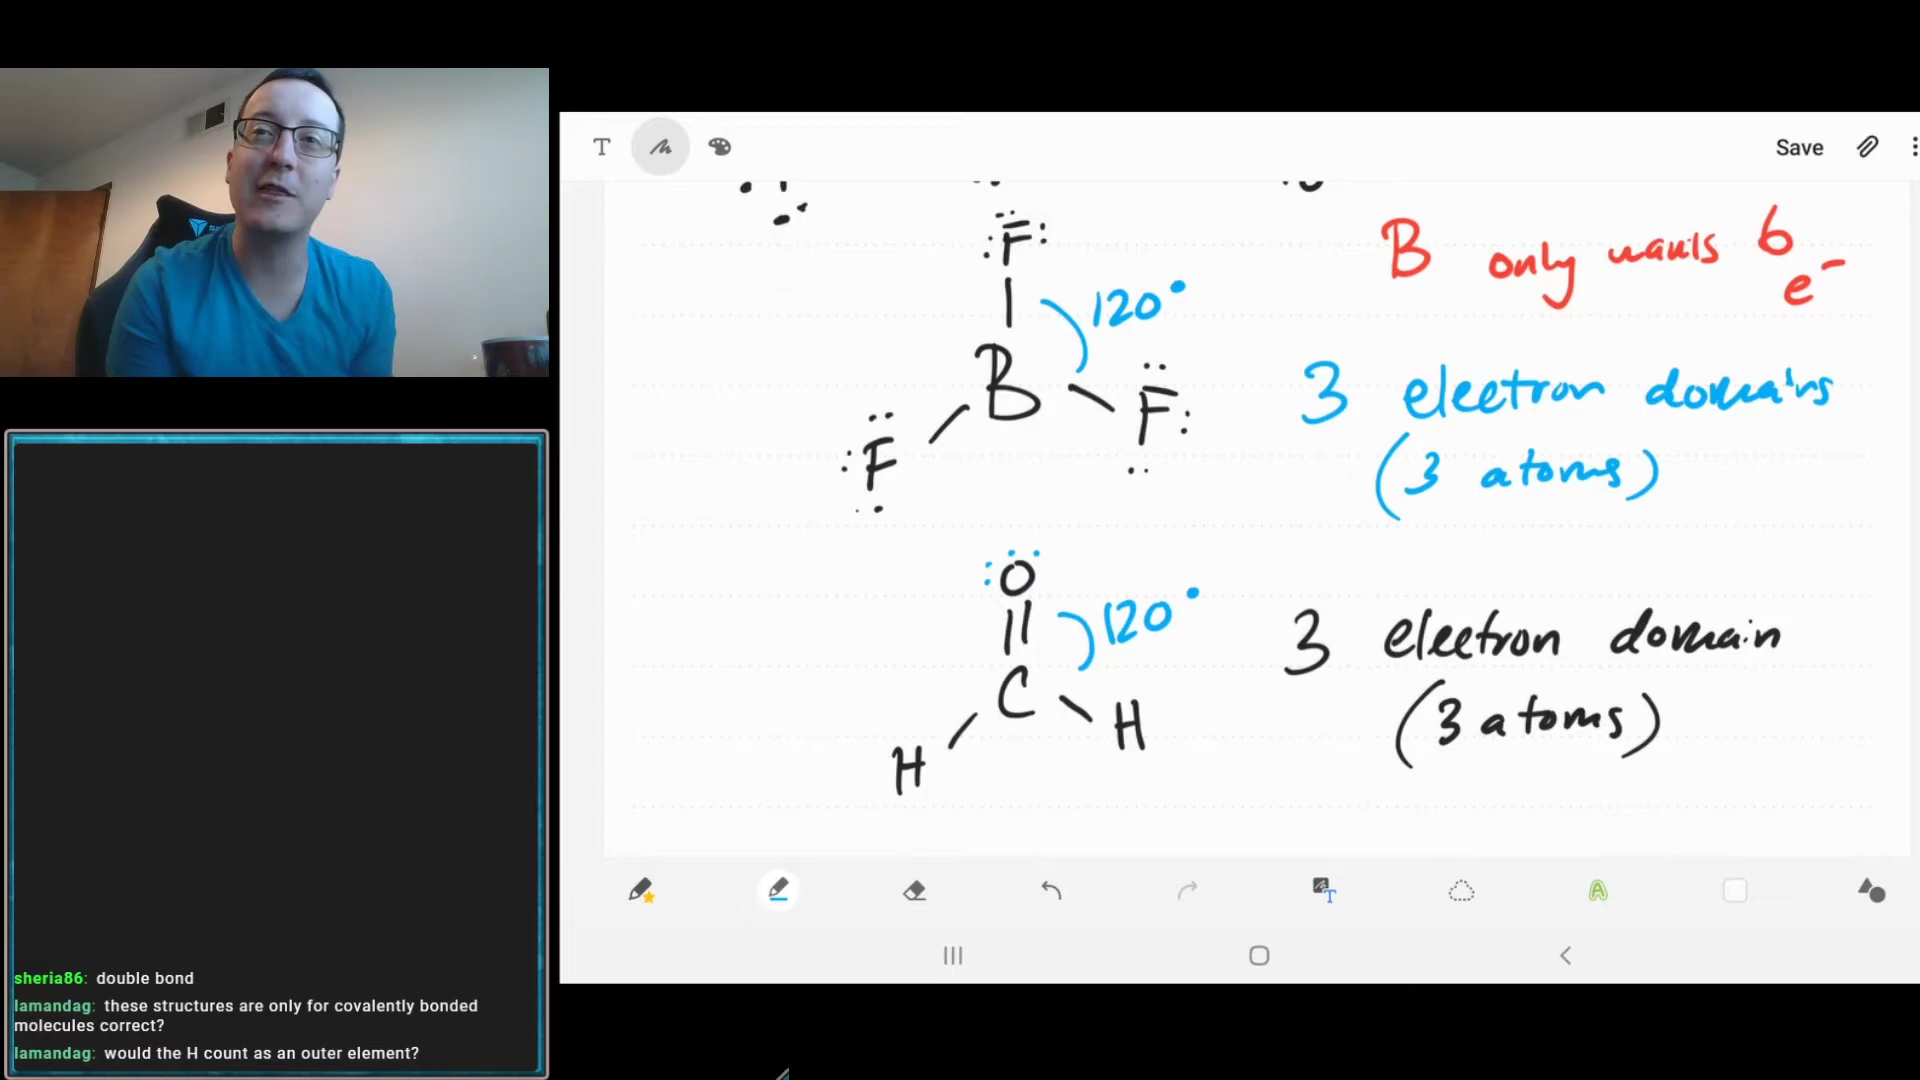 T
Save
:F:
B only wants 6
e⁻
120°
B
F:
:F
3 electron domains
(3 atoms)
:O
120°
C
H
H
3 electron domain
(3 atoms)
T
A
sheria86: double bond
lamandag: these structures are only for covalently bonded
molecules correct?
lamandag: would the H count as an outer element?